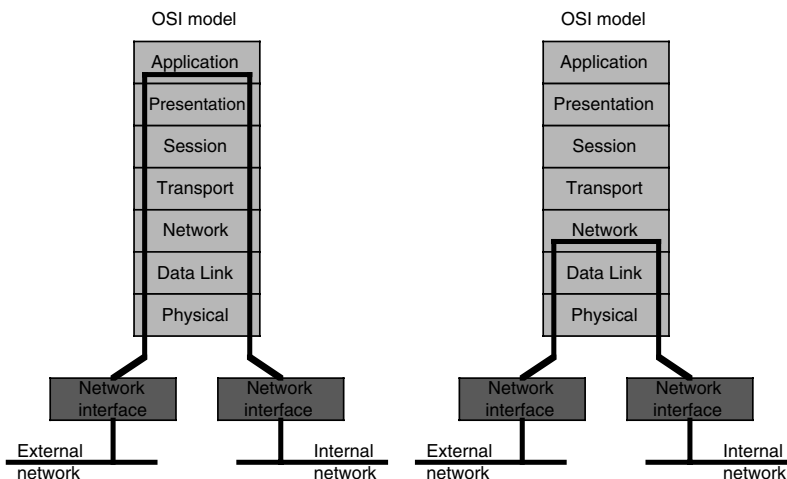 OSI model
Application
Presentation
Session
Transport
Network
Data Link
Physical
Network
interface
Network
interface
External
network
Internal
network
OSI model
Application
Presentation
Session
Transport
Network
Data Link
Physical
Network
interface
Network
interface
External
network
Internal
network